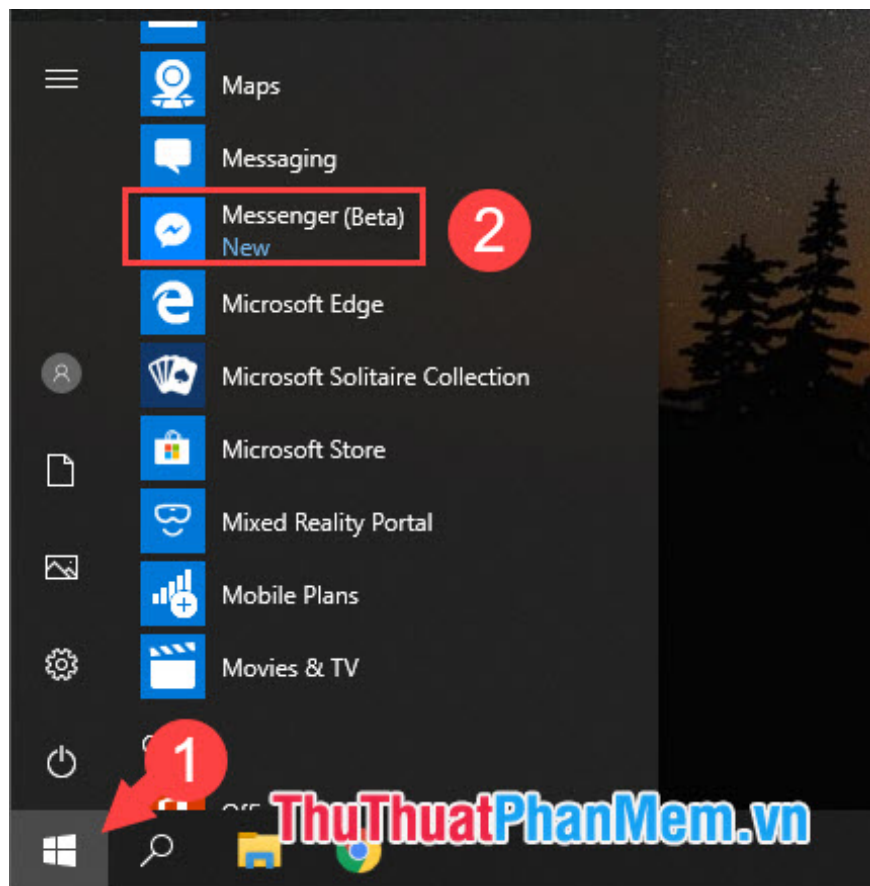 Maps
Messaging
Messenger (Beta)
New
2
Microsoft Edge
Microsoft Solitaire Collection
Microsoft Store
Mixed Reality Portal
Mobile Plans
Movies & TV
1
ThuThuatPhanMem.vn